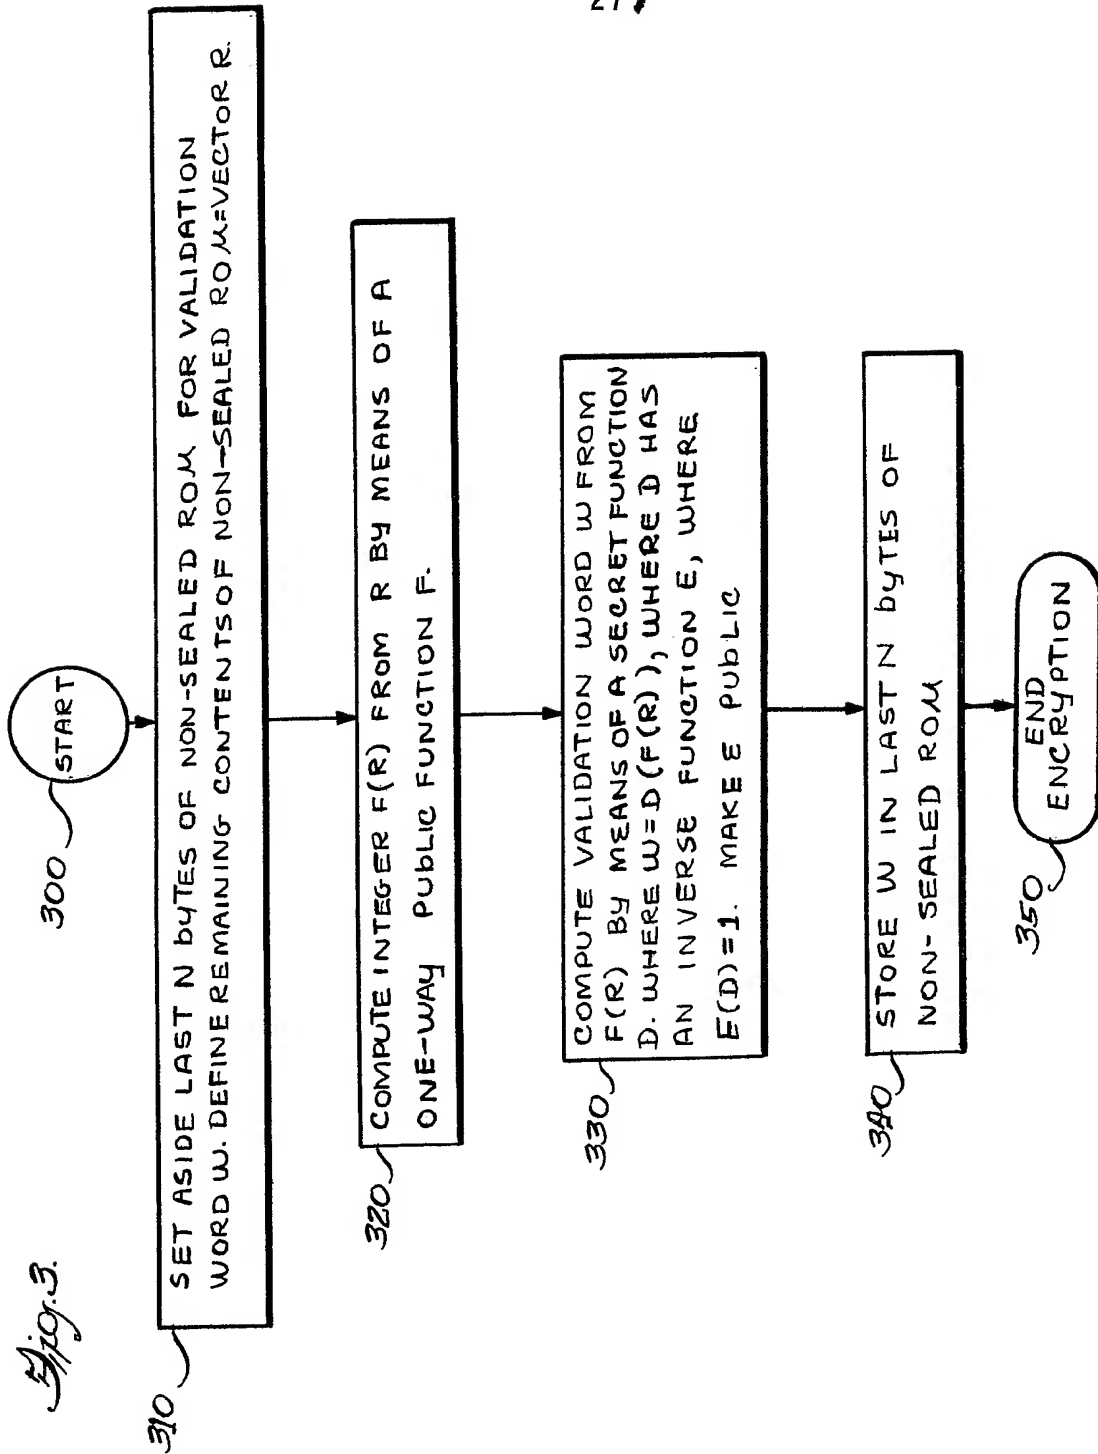 Fig. 3.
300
START
310
SET ASIDE LAST N bYTES OF NON-SEALED ROM FOR VALIDATION
WORD W. DEFINE REMAINING CONTENTS OF NON-SEALED ROM=VECTOR R.
320
COMPUTE INTEGER F(R) FROM R BY MEANS OF A
ONE-WAY PUbLIC FUNCTION F.
330
COMPUTE VALIDATION WORD W FROM
F(R) BY MEANS OF A SECRET FUNCTION
D. WHERE W=D(F(R)), WHERE D HAS
AN INVERSE FUNCTION E, WHERE
E(D)=1. MAKE E PUbLIC
340
STORE W IN LAST N bYTES OF
NON-SEALED ROM
350
END
ENCRYPTION